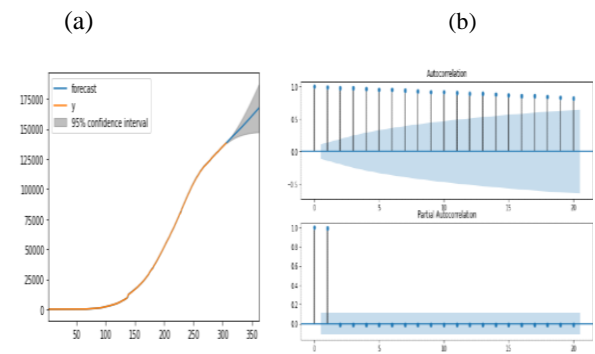 (a) (b)
forecast
y
95% confidence interval
175000
150000
125000
100000
75000
50000
25000
0
50 100 150 200 250 300 350
Autocorrelation
1.0
0.5
0.0
-0.5
0 5 10 15 20
Partial Autocorrelation
1.0
0.8
0.6
0.4
0.2
0.0
0 5 10 15 20